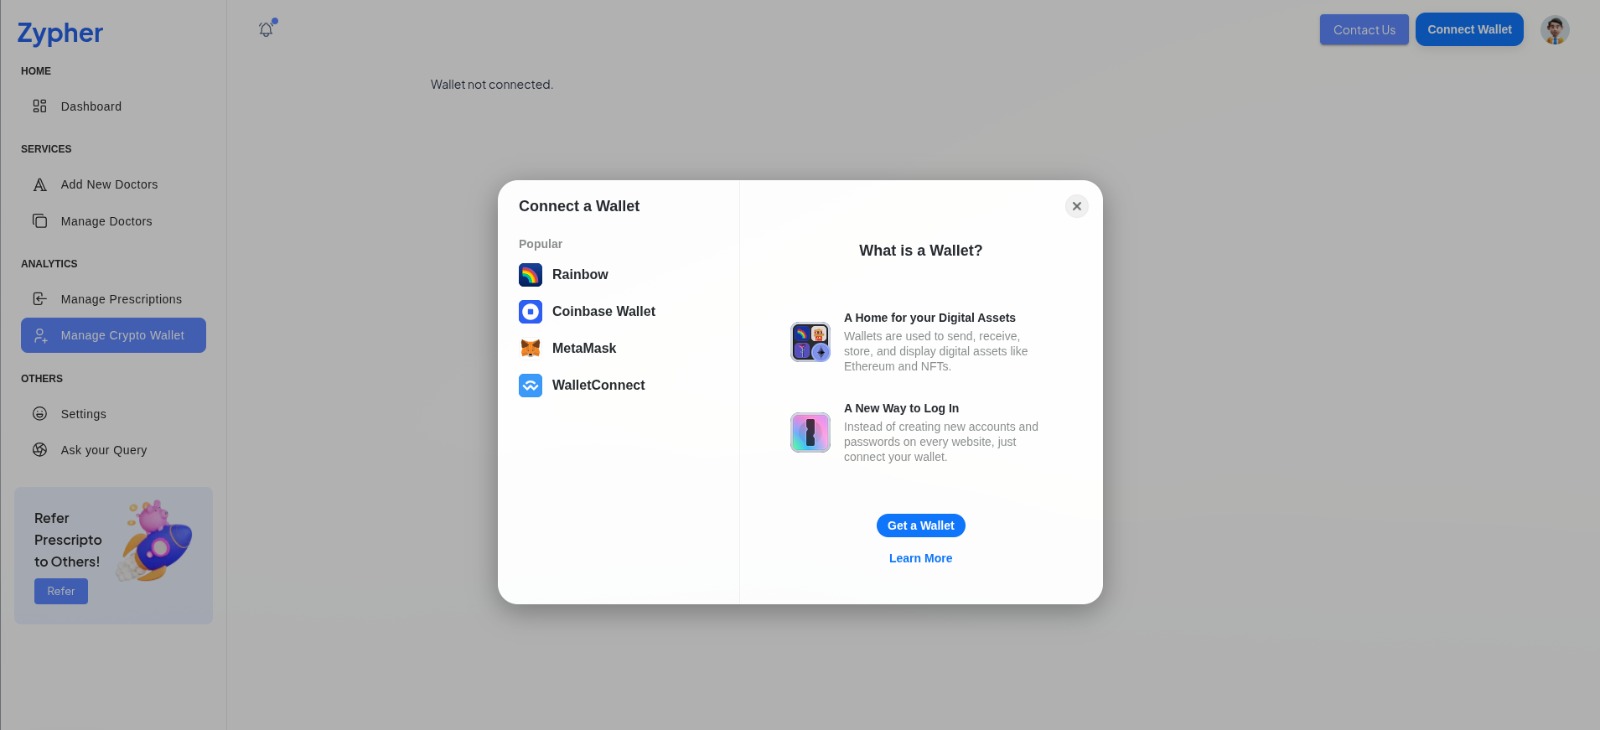 Zypher
Contact Us
Connect Wallet
HOME
Dashboard
SERVICES
Add New Doctors
Manage Doctors
ANALYTICS
Manage Prescriptions
Manage Crypto Wallet
OTHERS
Settings
Ask your Query
Refer
Prescripto
to Others!
Refer
Wallet not connected.
Connect a Wallet
Popular
Rainbow
Coinbase Wallet
MetaMask
WalletConnect
What is a Wallet?
A Home for your Digital Assets
Wallets are used to send, receive,
store, and display digital assets like
Ethereum and NFTs.
A New Way to Log In
Instead of creating new accounts and
passwords on every website, just
connect your wallet.
Get a Wallet
Learn More